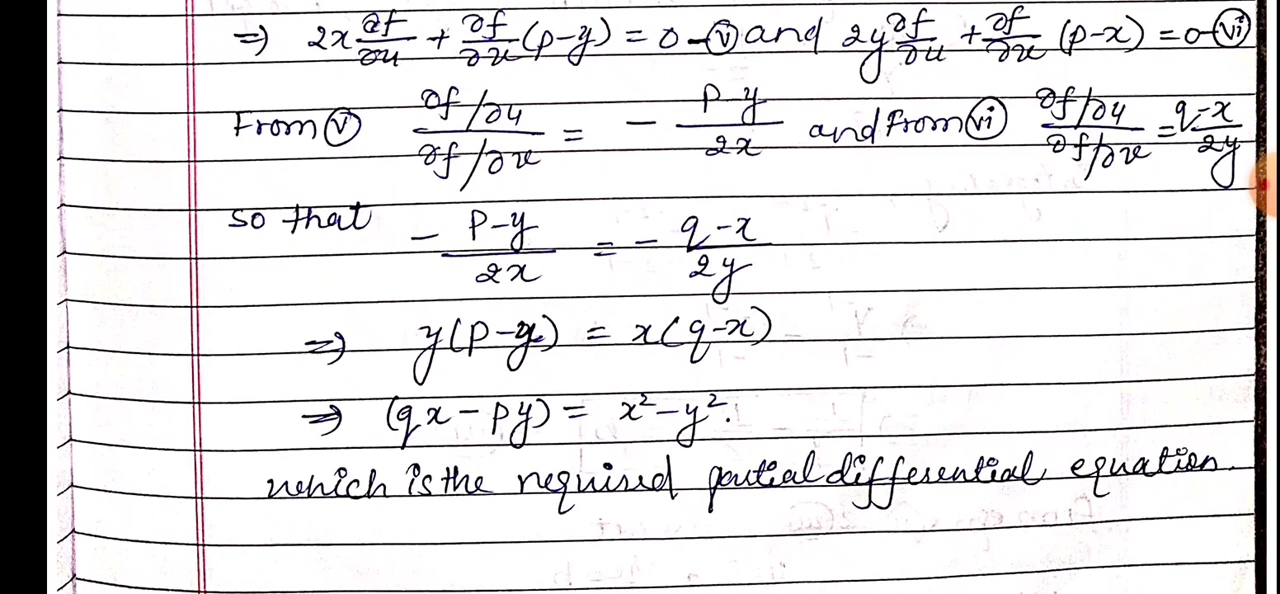 ⇒ 2x ∂f/∂u + ∂f/∂v (p-y) = 0 -(v) and 2y ∂f/∂u + ∂f/∂v (p-x) = 0 -(vi)
From (v) (∂f/∂u)/(∂f/∂v) = - (p-y)/2x and From (vi) (∂f/∂u)/(∂f/∂v) = (q-x)/2y
so that - (p-y)/2x = - (q-x)/2y
⇒ y(p-y) = x(q-x)
⇒ (qx - py) = x² - y².
which is the required partial differential equation.